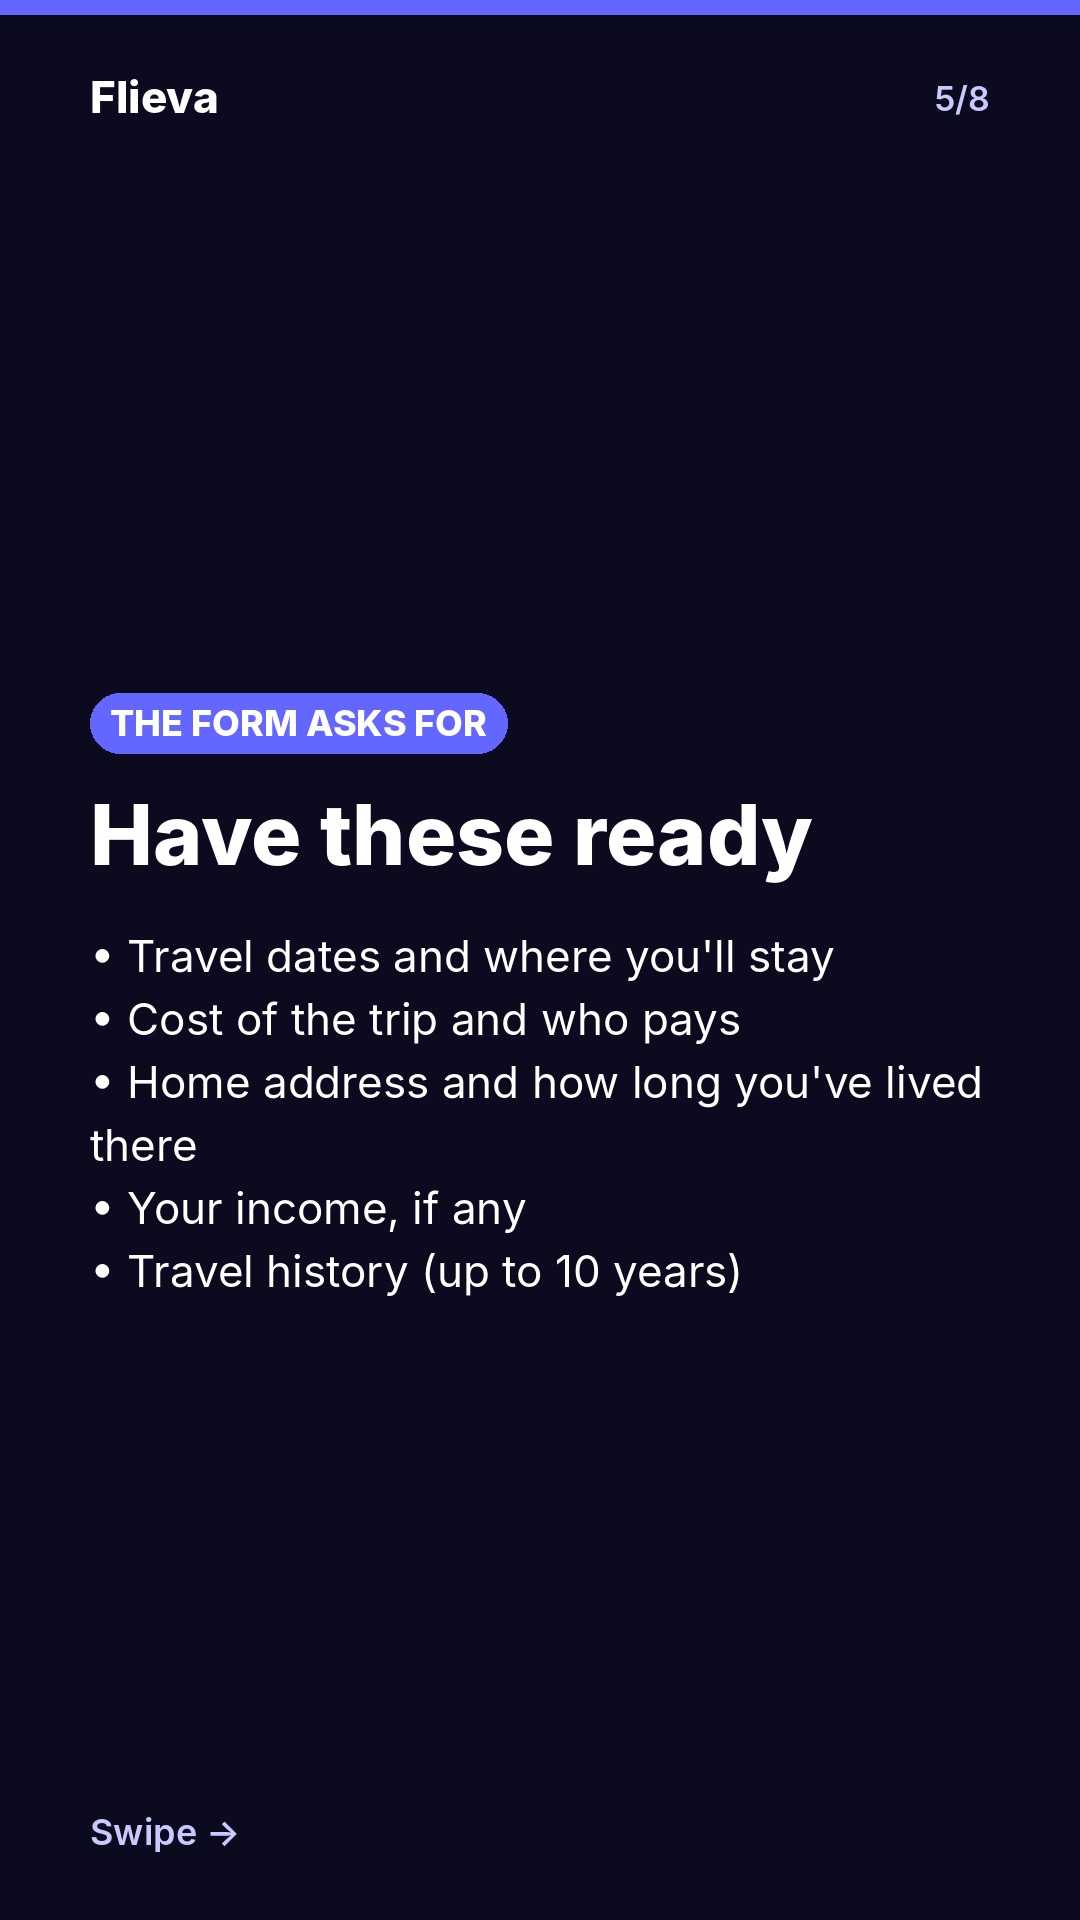 Flieva
5/8
THE FORM ASKS FOR
Have these ready
• Travel dates and where you'll stay
• Cost of the trip and who pays
• Home address and how long you've lived
there
• Your income, if any
• Travel history (up to 10 years)
Swipe →